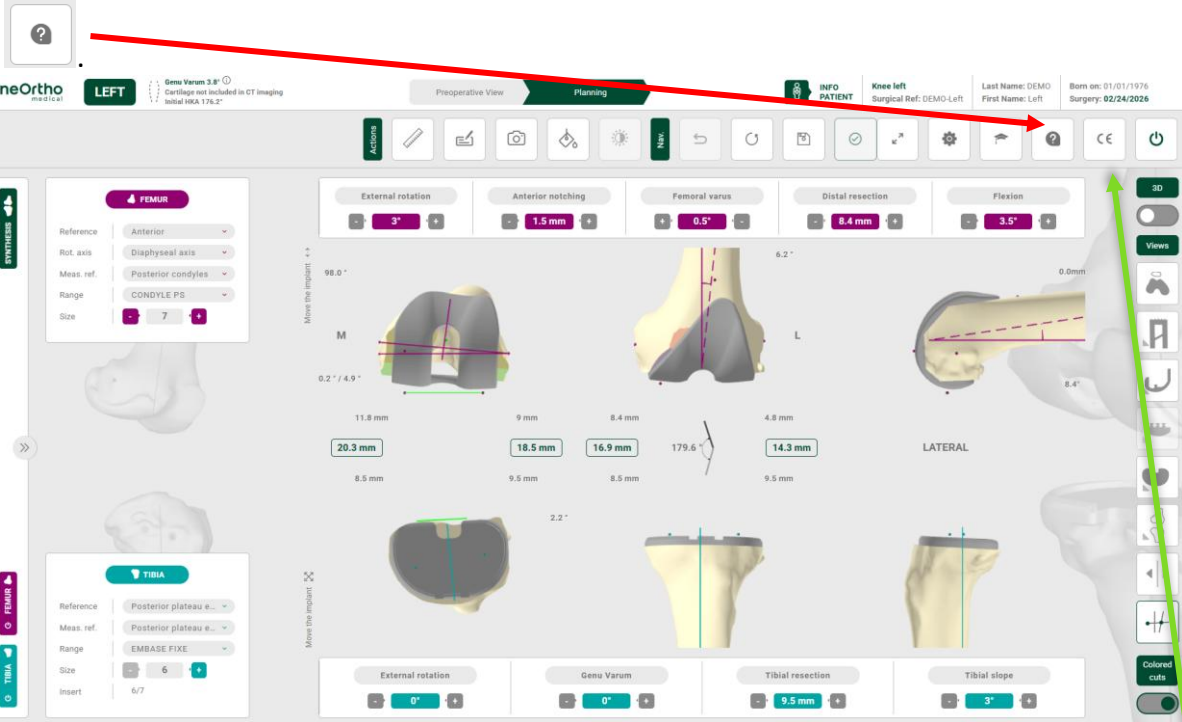 .
neOrtho
medical
LEFT
Genu Varum 3.8°
Cartilage not included in CT imaging
Initial HKA 176.2°
Preoperative View
Planning
INFO
PATIENT
Knee left
Surgical Ref: DEMO-Left
Last Name: DEMO
First Name: Left
Born on: 01/01/1976
Surgery: 02/24/2026
Actions
Nav.
CE
SYNTHESIS
FEMUR
Reference Anterior
Rot. axis Diaphyseal axis
Meas. ref. Posterior condyles
Range CONDYLE PS
Size - 7 +
External rotation
- 3° +
Anterior notching
- 1.5 mm +
Femoral varus
+ 0.5° -
Distal resection
- 8.4 mm +
Flexion
- 3.5° +
3D
Views
Move the implant
98.0 °
6.2 °
0.0mm
M
L
0.2 ° / 4.9 °
8.4°
11.8 mm
9 mm
8.4 mm
4.8 mm
20.3 mm
18.5 mm
16.9 mm
179.6 °
14.3 mm
LATERAL
8.5 mm
9.5 mm
8.5 mm
9.5 mm
2.2 °
FEMUR
TIBIA
TIBIA
Reference Posterior plateau e..
Meas. ref. Posterior plateau e..
Range EMBASE FIXE
Size - 6 +
Insert 6/7
Move the implant
External rotation
- 0° +
Genu Varum
- 0° +
Tibial resection
- 9.5 mm +
Tibial slope
- 3° +
Colored
cuts